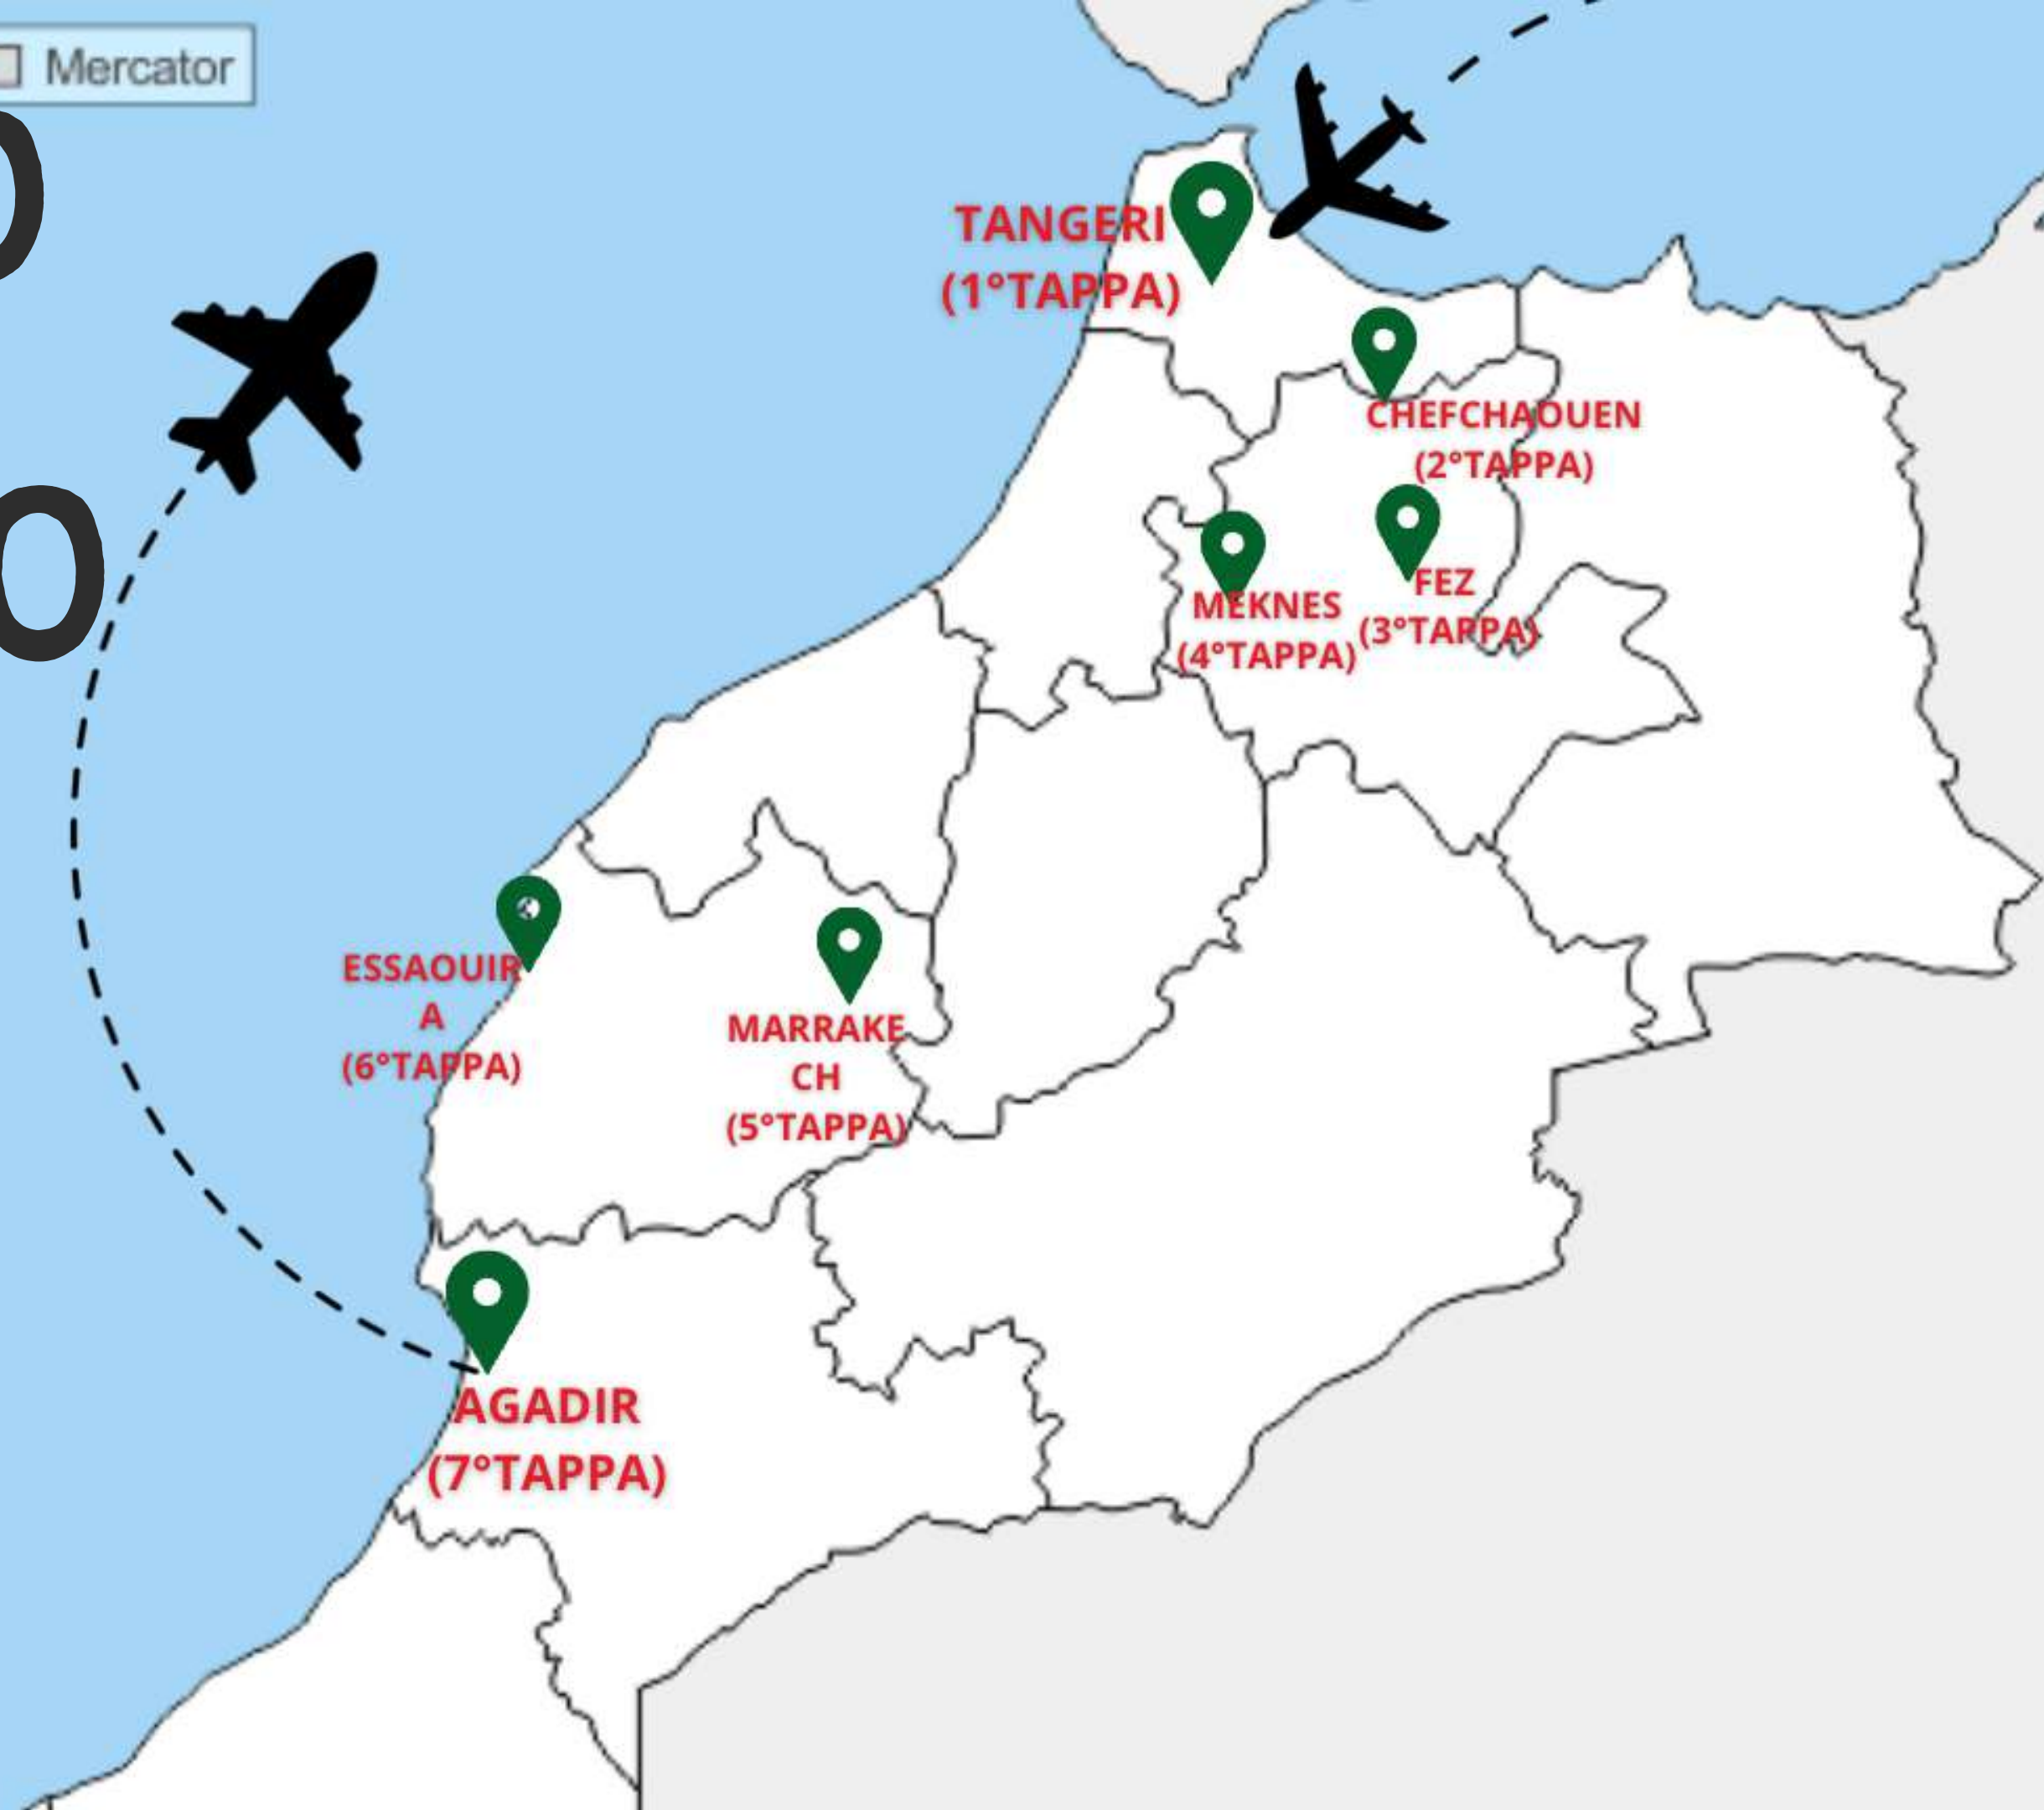 Mercator
O
O
TANGERI
(1°TAPPA)
CHEFCHAOUEN
(2°TAPPA)
FEZ
(3°TAPPA)
MEKNES
(4°TAPPA)
ESSAOUIR
A
(6°TAPPA)
MARRAKE
CH
(5°TAPPA)
AGADIR
(7°TAPPA)